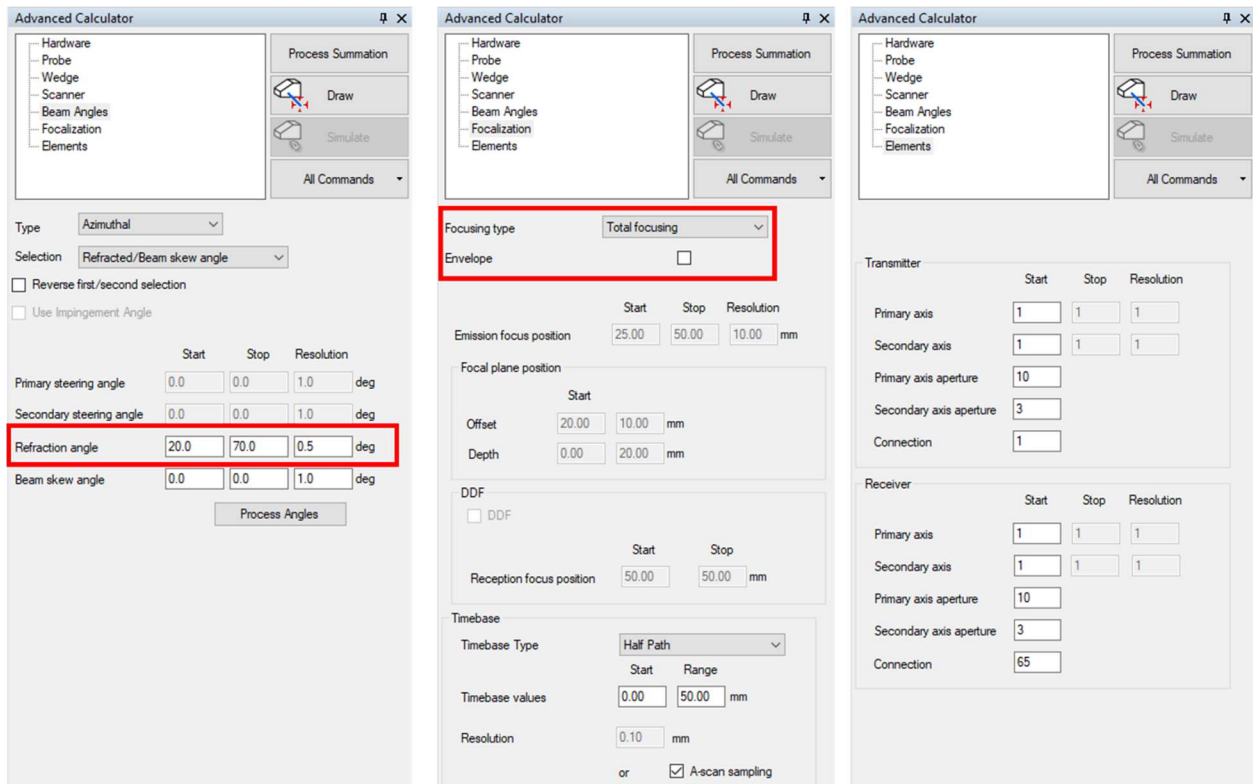 Advanced Calculator
Hardware
Probe
Wedge
Scanner
Beam Angles
Focalization
Elements
Process Summation
Draw
Simulate
All Commands
Type Azimuthal
Selection Refracted/Beam skew angle
Reverse first/second selection
Use Impingement Angle
Start Stop Resolution
Primary steering angle 0.0 0.0 1.0 deg
Secondary steering angle 0.0 0.0 1.0 deg
Refraction angle 20.0 70.0 0.5 deg
Beam skew angle 0.0 0.0 1.0 deg
Process Angles
Advanced Calculator
Hardware
Probe
Wedge
Scanner
Beam Angles
Focalization
Elements
Process Summation
Draw
Simulate
All Commands
Focusing type Total focusing
Envelope
Start Stop Resolution
Emission focus position 25.00 50.00 10.00 mm
Focal plane position
Start
Offset 20.00 10.00 mm
Depth 0.00 20.00 mm
DDF
DDF
Start Stop
Reception focus position 50.00 50.00 mm
Timebase
Timebase Type Half Path
Start Range
Timebase values 0.00 50.00 mm
Resolution 0.10 mm
or A-scan sampling
Advanced Calculator
Hardware
Probe
Wedge
Scanner
Beam Angles
Focalization
Elements
Process Summation
Draw
Simulate
All Commands
Transmitter
Start Stop Resolution
Primary axis 1 1 1
Secondary axis 1 1 1
Primary axis aperture 10
Secondary axis aperture 3
Connection 1
Receiver
Start Stop Resolution
Primary axis 1 1 1
Secondary axis 1 1 1
Primary axis aperture 10
Secondary axis aperture 3
Connection 65